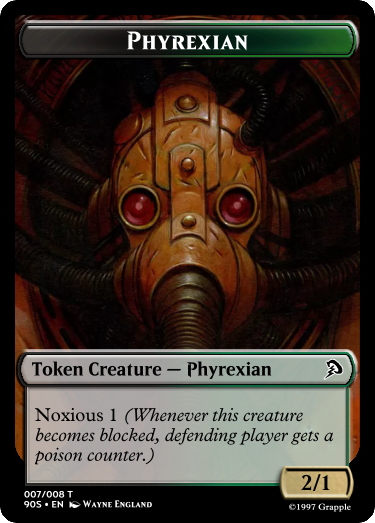 Phyrexian
Token Creature — Phyrexian
Noxious 1 (Whenever this creature
becomes blocked, defending player gets a
poison counter.)
2/1
007/008 T
90S • EN Wayne England
©1997 Grapple